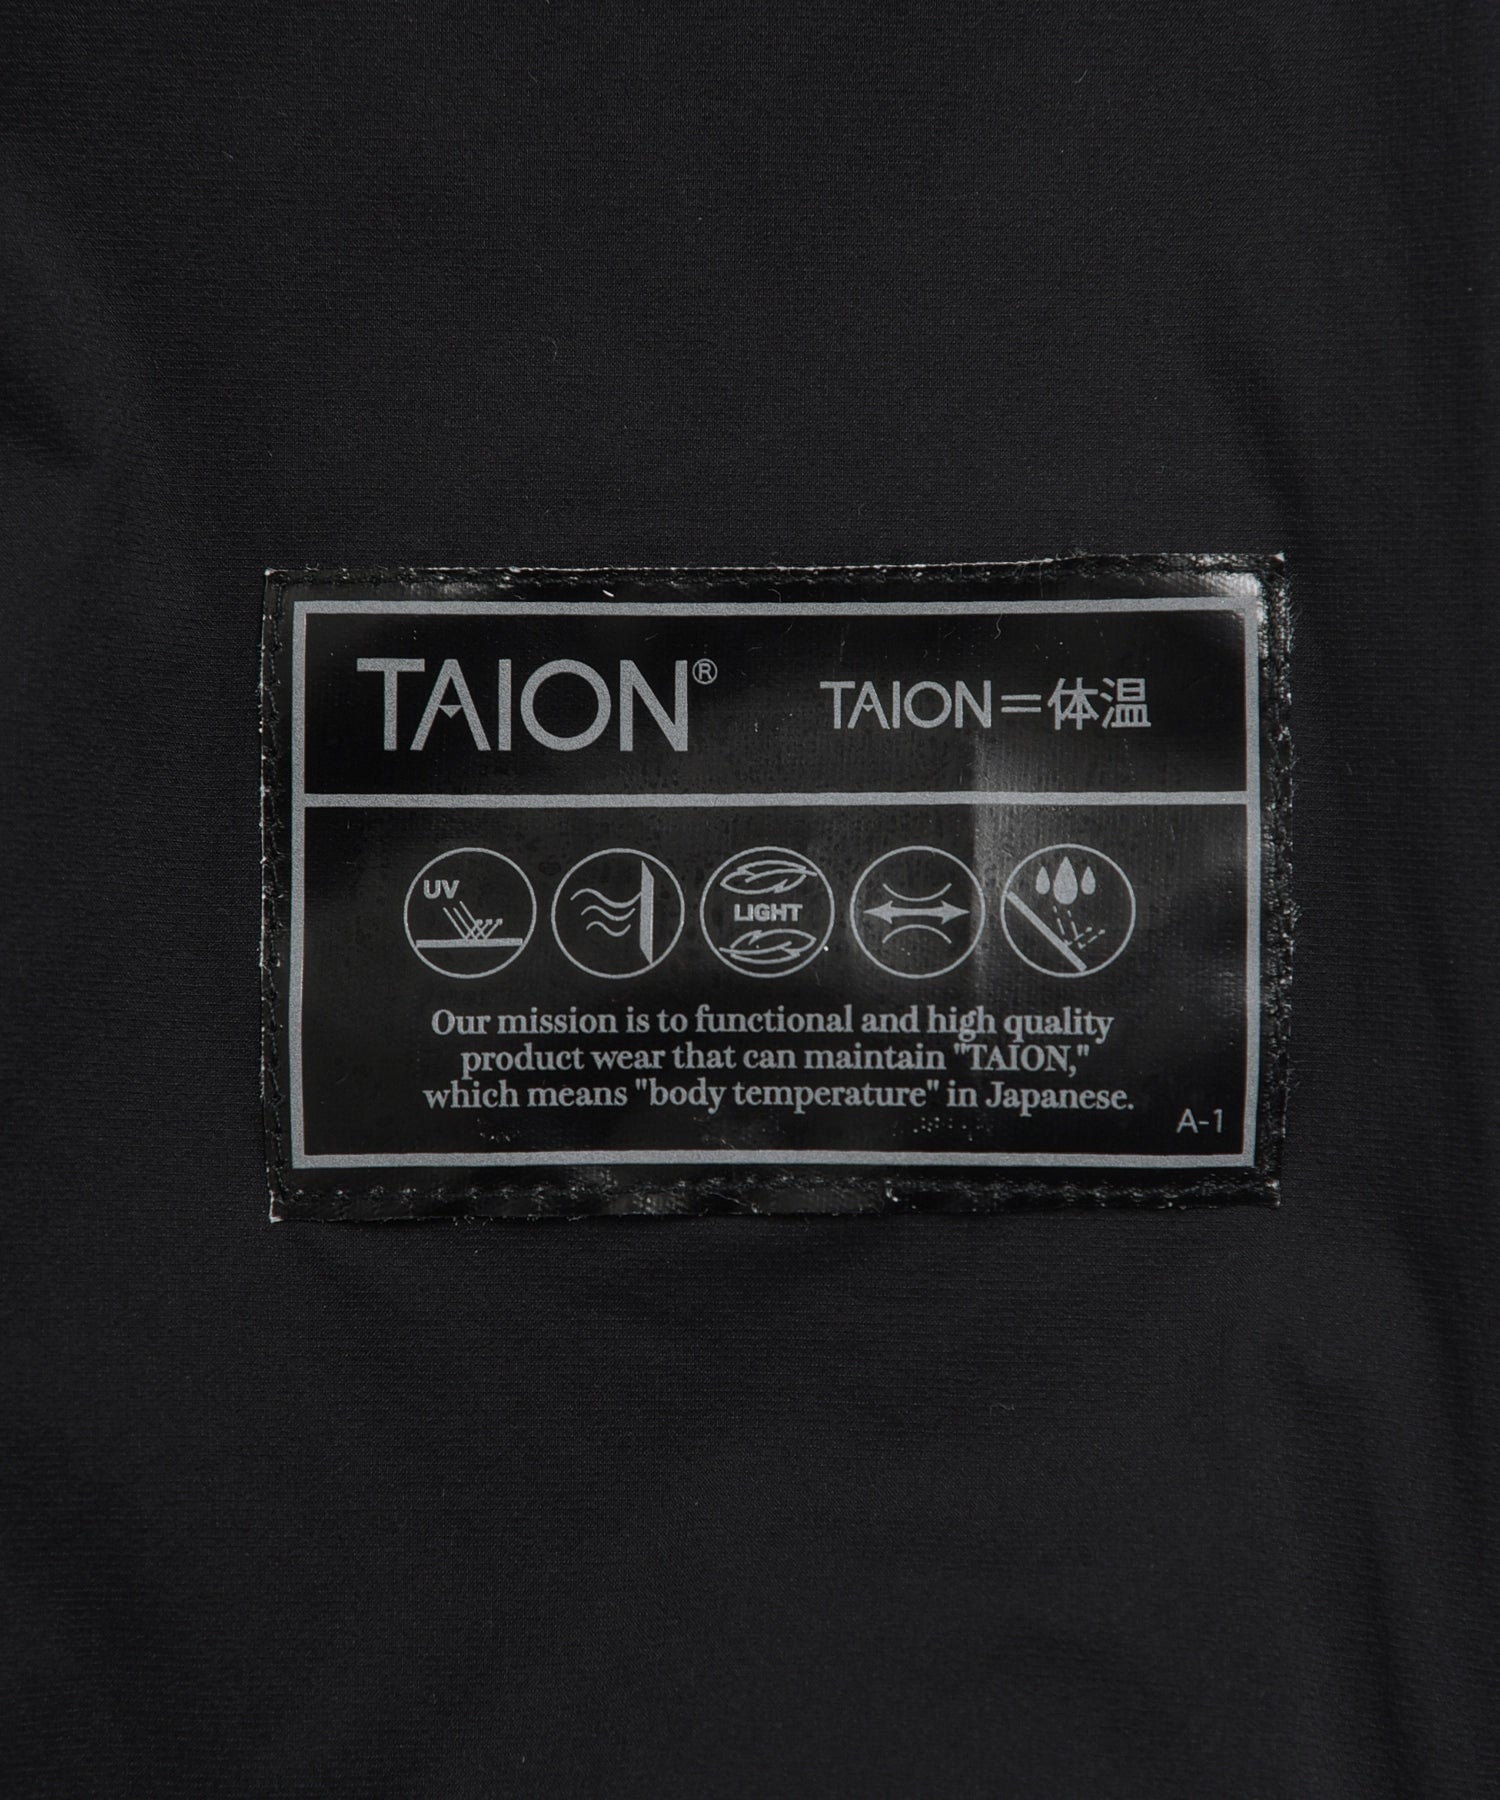 TAION®
TAION=体温
UV
LIGHT
Our mission is to functional and high quality
product wear that can maintain "TAION,"
which means "body temperature" in Japanese.
A-1